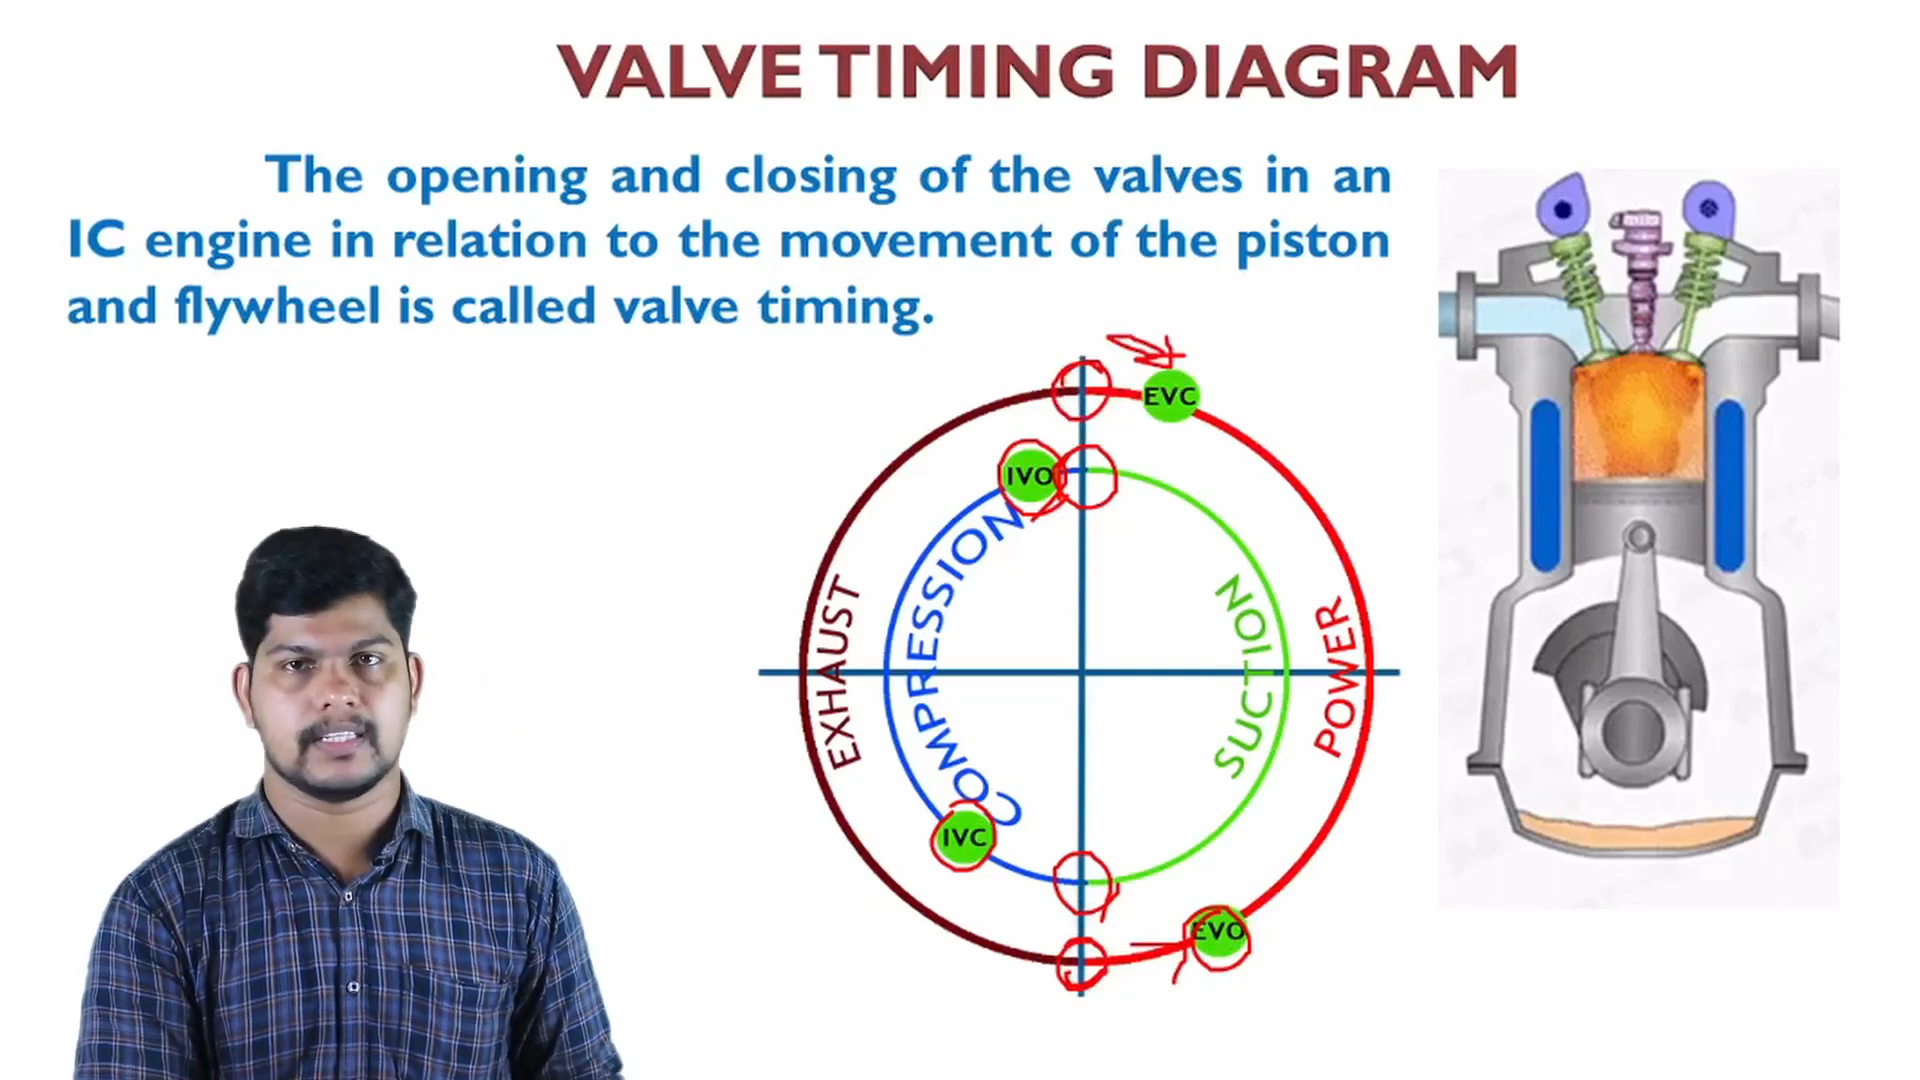 VALVE TIMING DIAGRAM
The opening and closing of the valves in an
IC engine in relation to the movement of the piston
and flywheel is called valve timing.
EVC
IVO
COMPRESSION
EXHAUST
SUCTION
POWER
IVC
EVO